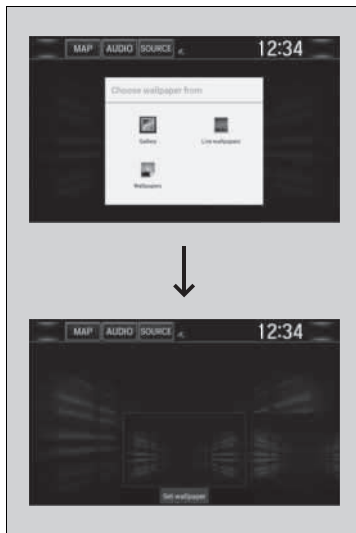 MAP AUDIO SOURCE 12:34
Choose wallpaper from
Gallery Live wallpapers
Wallpapers
MAP AUDIO SOURCE 12:34
Set wallpaper